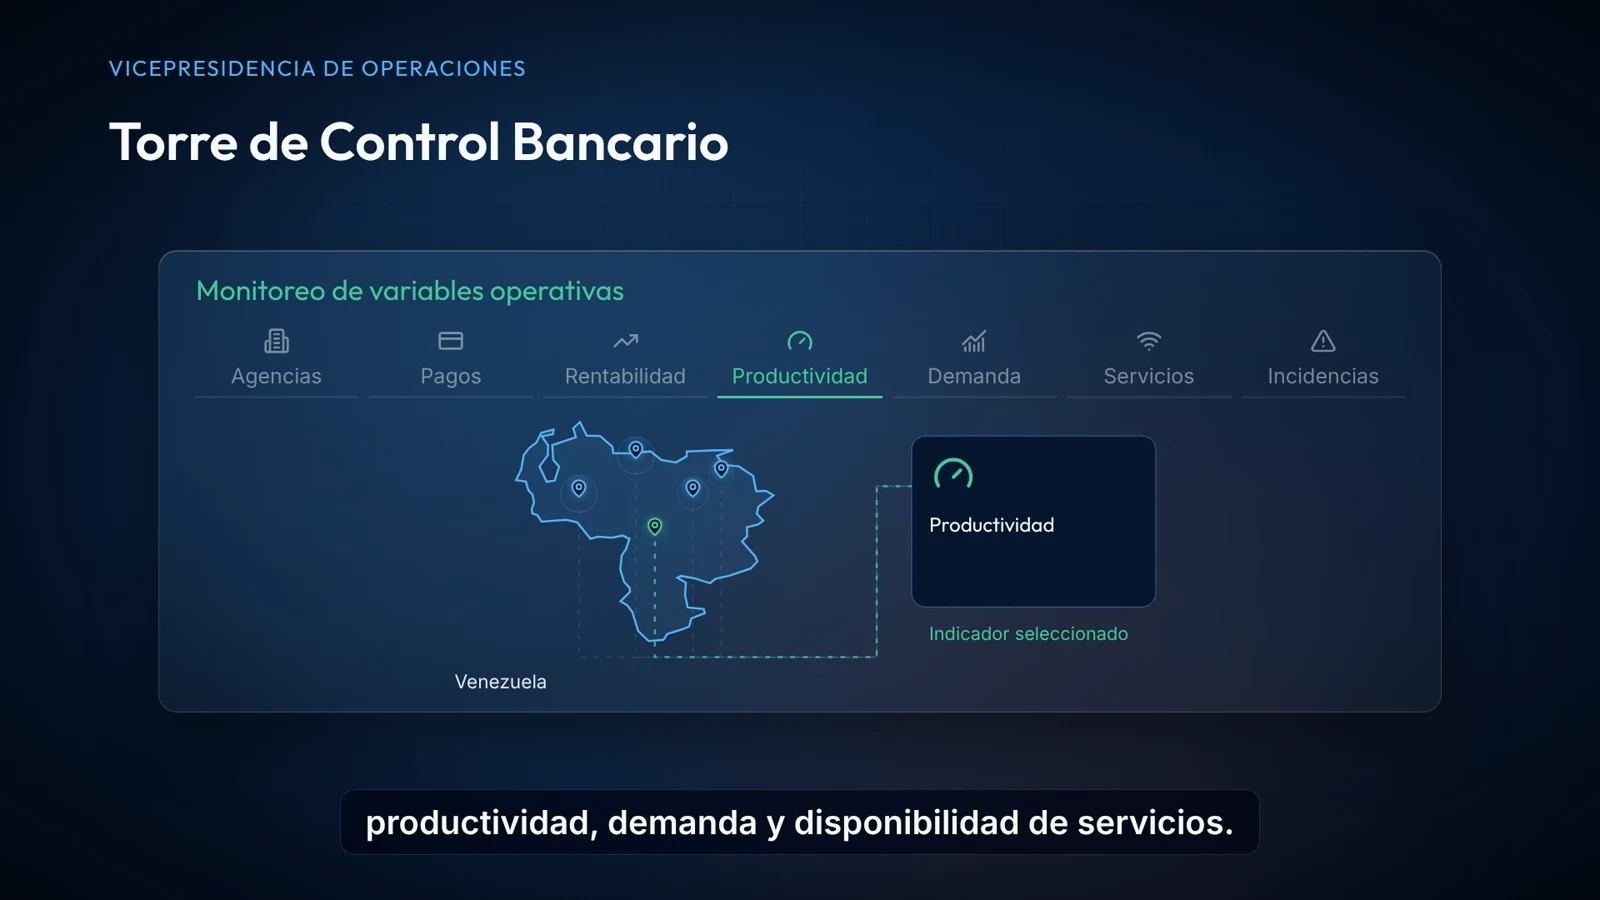 VICEPRESIDENCIA DE OPERACIONES
Torre de Control Bancario
Monitoreo de variables operativas
Agencias
Pagos
Rentabilidad
Productividad
Demanda
Servicios
Incidencias
Productividad
Indicador seleccionado
Venezuela
productividad, demanda y disponibilidad de servicios.